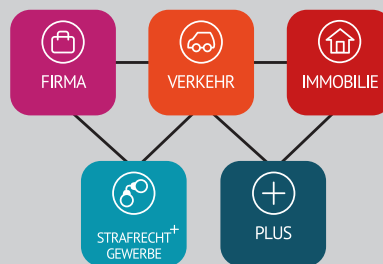 FIRMA
VERKEHR
IMMOBILIE
STRAFRECHT+
GEWERBE
PLUS